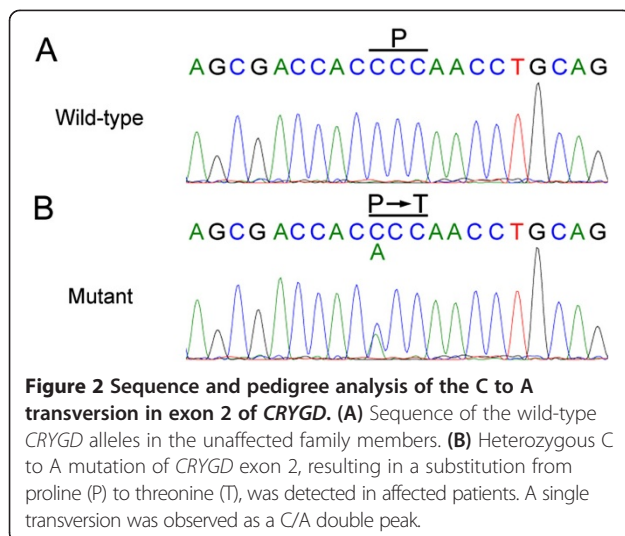 A
P
AGCGACCACCCCCAACCTGCAG
Wild-type
B
P→T
AGCGACCACCCCCAACCTGCAG
A
Mutant
Figure 2 Sequence and pedigree analysis of the C to A
transversion in exon 2 of CRYGD. (A) Sequence of the wild-type
CRYGD alleles in the unaffected family members. (B) Heterozygous C
to A mutation of CRYGD exon 2, resulting in a substitution from
proline (P) to threonine (T), was detected in affected patients. A single
transversion was observed as a C/A double peak.